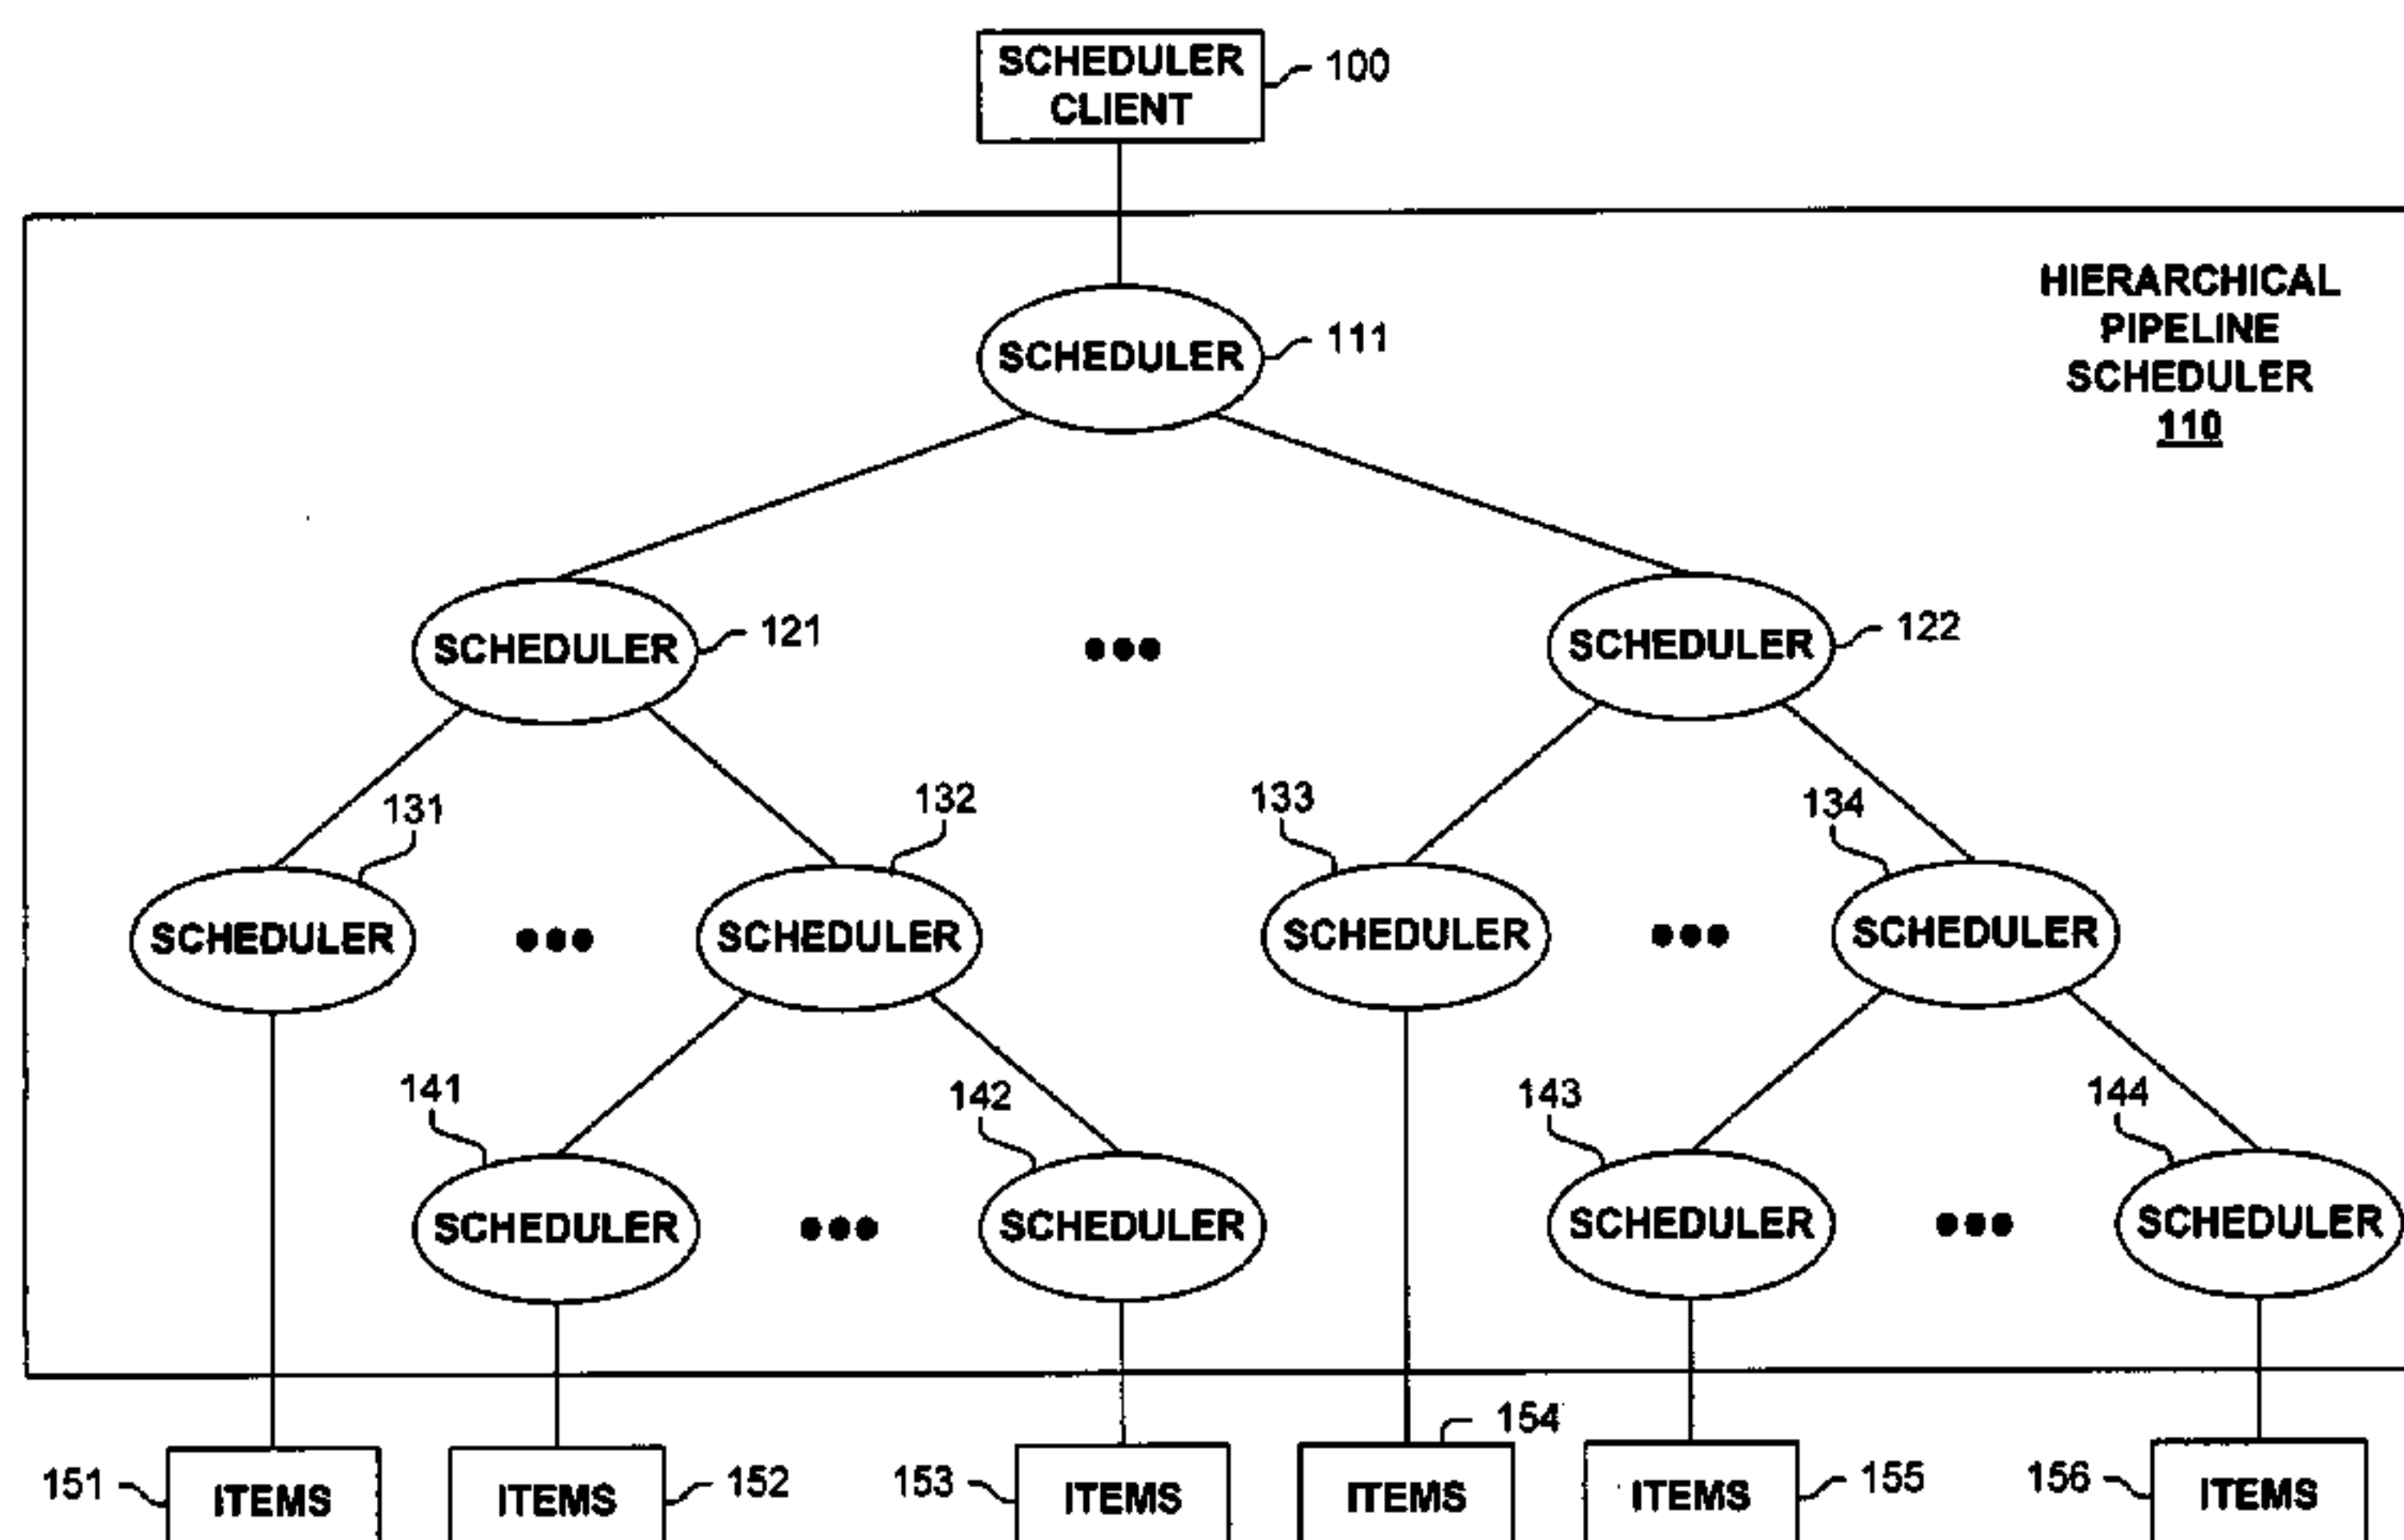 SCHEDULER
CLIENT
100
HIERARCHICAL
PIPELINE
SCHEDULER
110
SCHEDULER
111
SCHEDULER
121
SCHEDULER
122
131
132
133
134
SCHEDULER
SCHEDULER
SCHEDULER
SCHEDULER
141
142
143
144
SCHEDULER
SCHEDULER
SCHEDULER
SCHEDULER
151
ITEMS
ITEMS
152
153
ITEMS
154
ITEMS
ITEMS
155
156
ITEMS